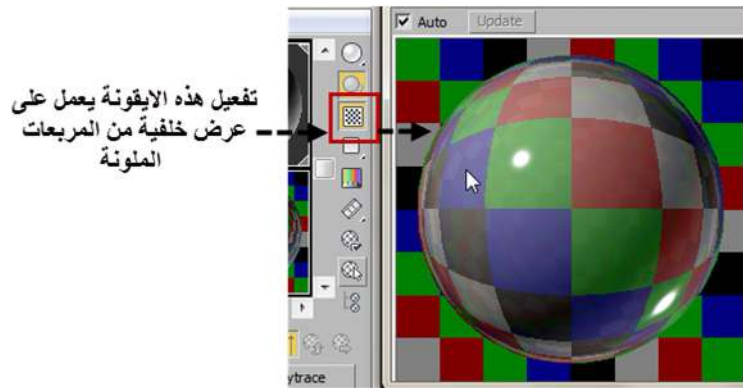 Auto
Update
تفعيل هذه الايقونة يعمل على
عرض خلفية من المربعات
الملونة
ytrace